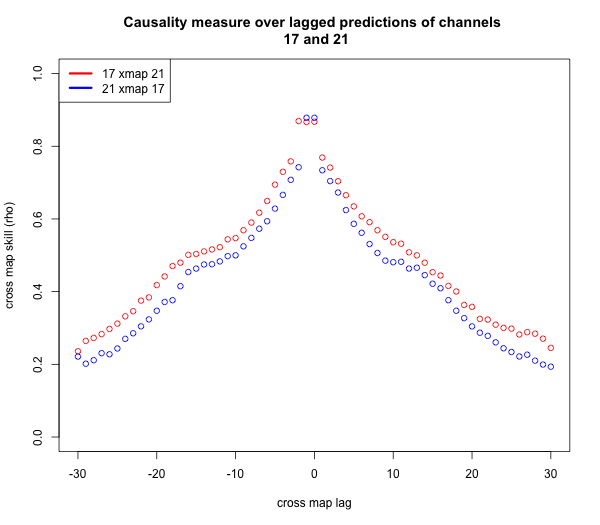 Causality measure over lagged predictions of channels
17 and 21
17 xmap 21
21 xmap 17
cross map skill (rho)
1.0
0.8
0.6
0.4
0.2
0.0
-30 -20 -10 0 10 20 30
cross map lag